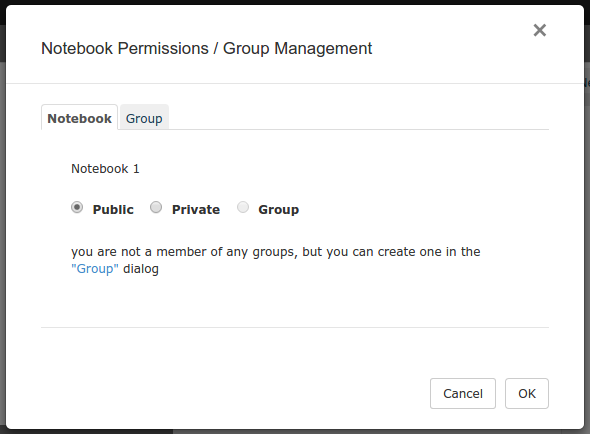 Notebook Permissions / Group Management
Notebook Group
Notebook 1
Public Private Group
you are not a member of any groups, but you can create one in the
"Group" dialog
Cancel OK